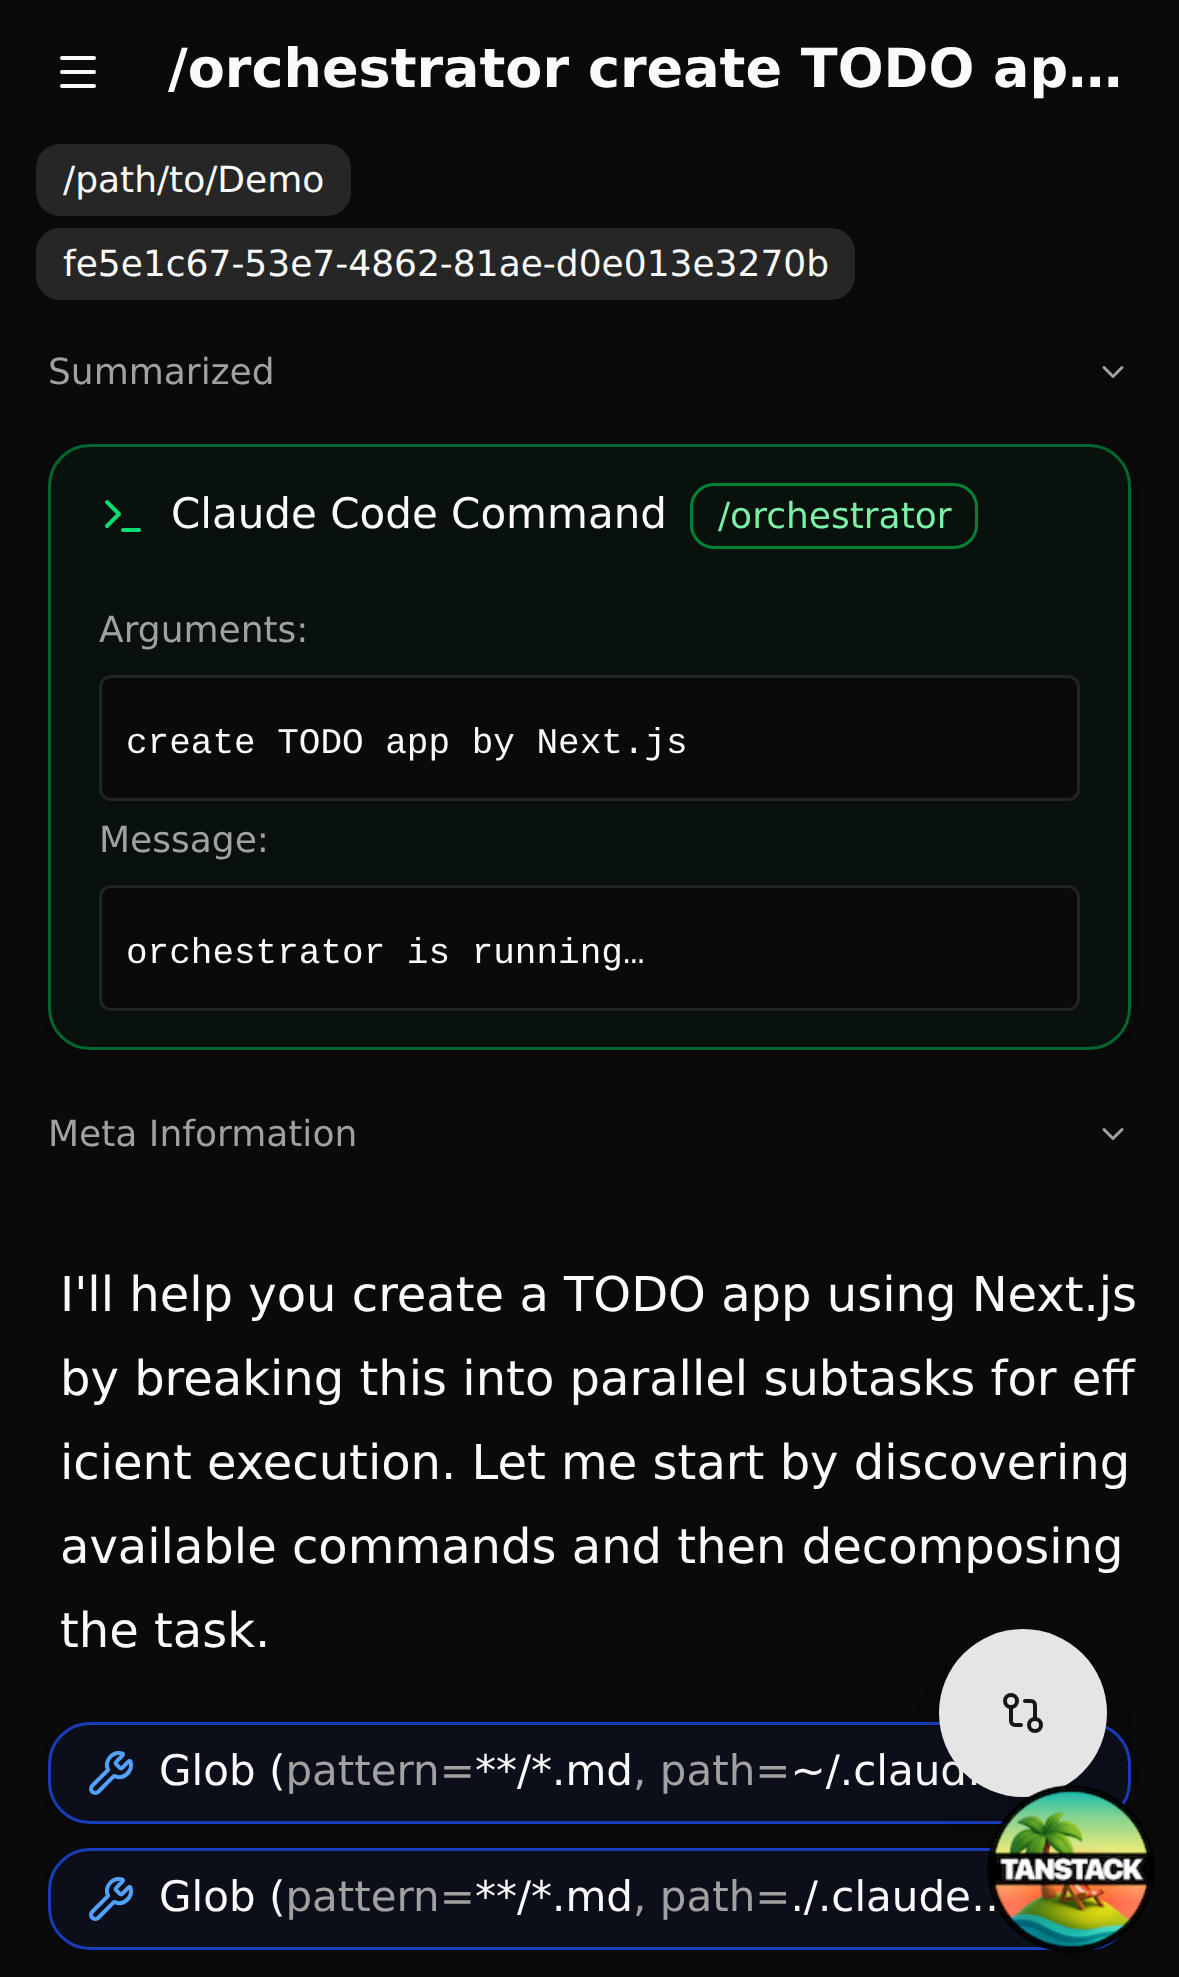 /orchestrator create TODO ap…
/path/to/Demo
fe5e1c67-53e7-4862-81ae-d0e013e3270b
Summarized
Claude Code Command /orchestrator
Arguments:
create TODO app by Next.js
Message:
orchestrator is running…
Meta Information
I'll help you create a TODO app using Next.js
by breaking this into parallel subtasks for eff
icient execution. Let me start by discovering
available commands and then decomposing
the task.
Glob (pattern=**/*.md, path=~/.claud
Glob (pattern=**/*.md, path=./.claude..
TANSTACK